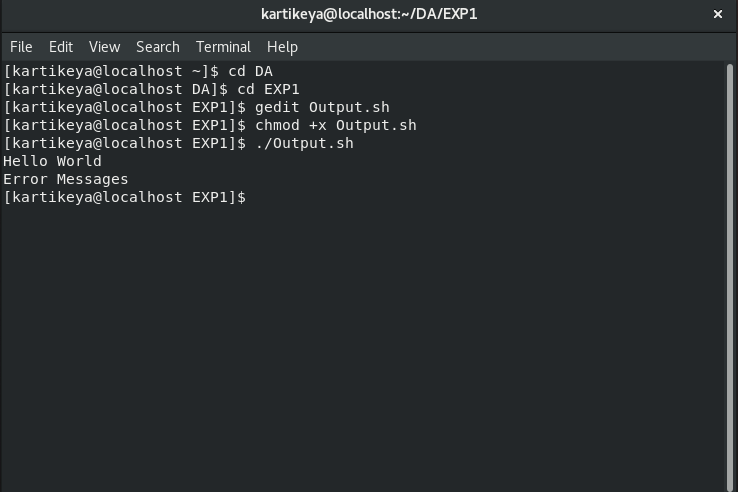 kartikeya@localhost:~/DA/EXP1
File Edit View Search Terminal Help
[kartikeya@localhost ~]$ cd DA
[kartikeya@localhost DA]$ cd EXP1
[kartikeya@localhost EXP1]$ gedit Output.sh
[kartikeya@localhost EXP1]$ chmod +x Output.sh
[kartikeya@localhost EXP1]$ ./Output.sh
Hello World
Error Messages
[kartikeya@localhost EXP1]$